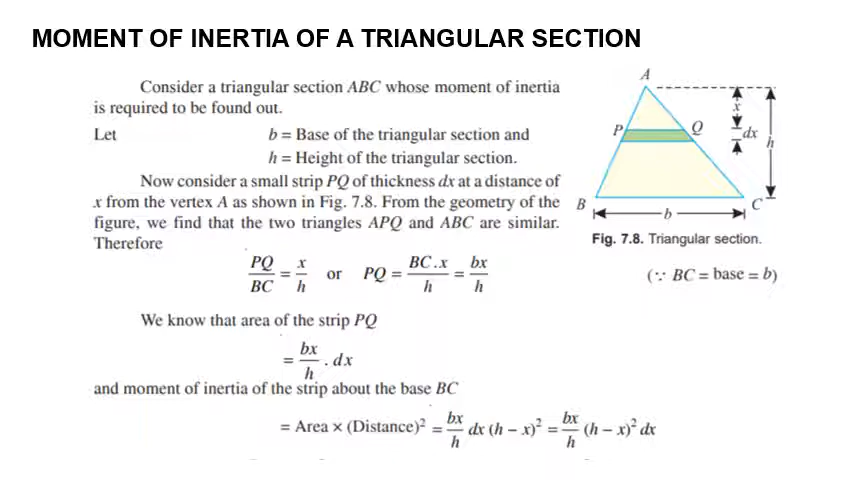 MOMENT OF INERTIA OF A TRIANGULAR SECTION
Consider a triangular section ABC whose moment of inertia
is required to be found out.
Let b = Base of the triangular section and
h = Height of the triangular section.
Now consider a small strip PQ of thickness dx at a distance of
x from the vertex A as shown in Fig. 7.8. From the geometry of the
figure, we find that the two triangles APQ and ABC are similar.
Therefore
PQ/BC = x/h or PQ = BC.x/h = bx/h (∵ BC = base = b)
We know that area of the strip PQ
= bx/h . dx
and moment of inertia of the strip about the base BC
= Area × (Distance)² = bx/h dx (h – x)² = bx/h (h – x)² dx
A
x
P
Q
dx
h
B
C
b
Fig. 7.8. Triangular section.